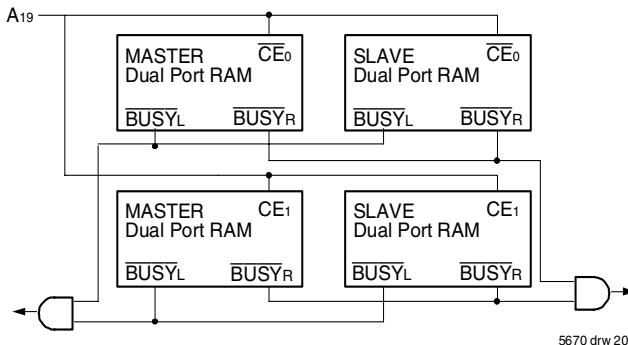 A19
MASTER CE0
Dual Port RAM
BUSYL BUSYR
SLAVE CE0
Dual Port RAM
BUSYL BUSYR
MASTER CE1
Dual Port RAM
BUSYL BUSYR
SLAVE CE1
Dual Port RAM
BUSYL BUSYR
5670 drw 20